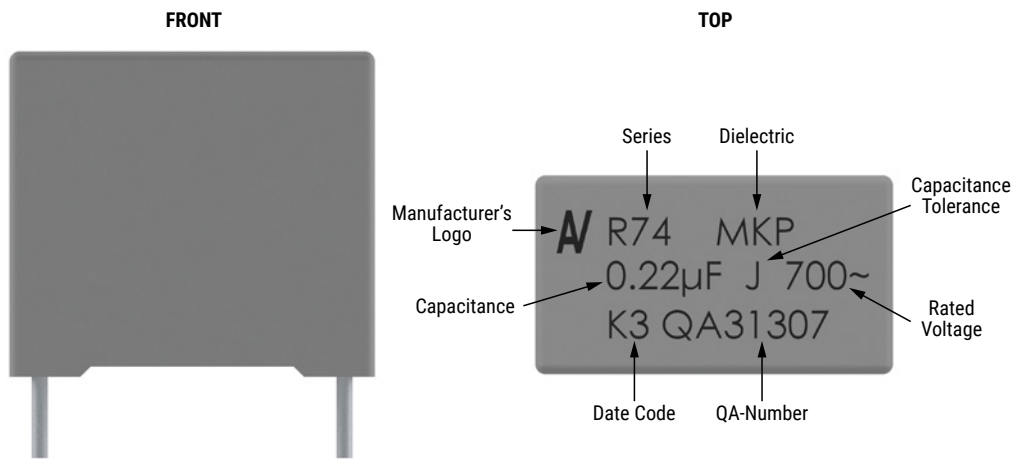 FRONT
TOP
Series
Dielectric
Capacitance
Tolerance
Manufacturer's
Logo
R74 MKP
0.22µF J 700~
K3 QA31307
Capacitance
Rated
Voltage
Date Code
QA-Number